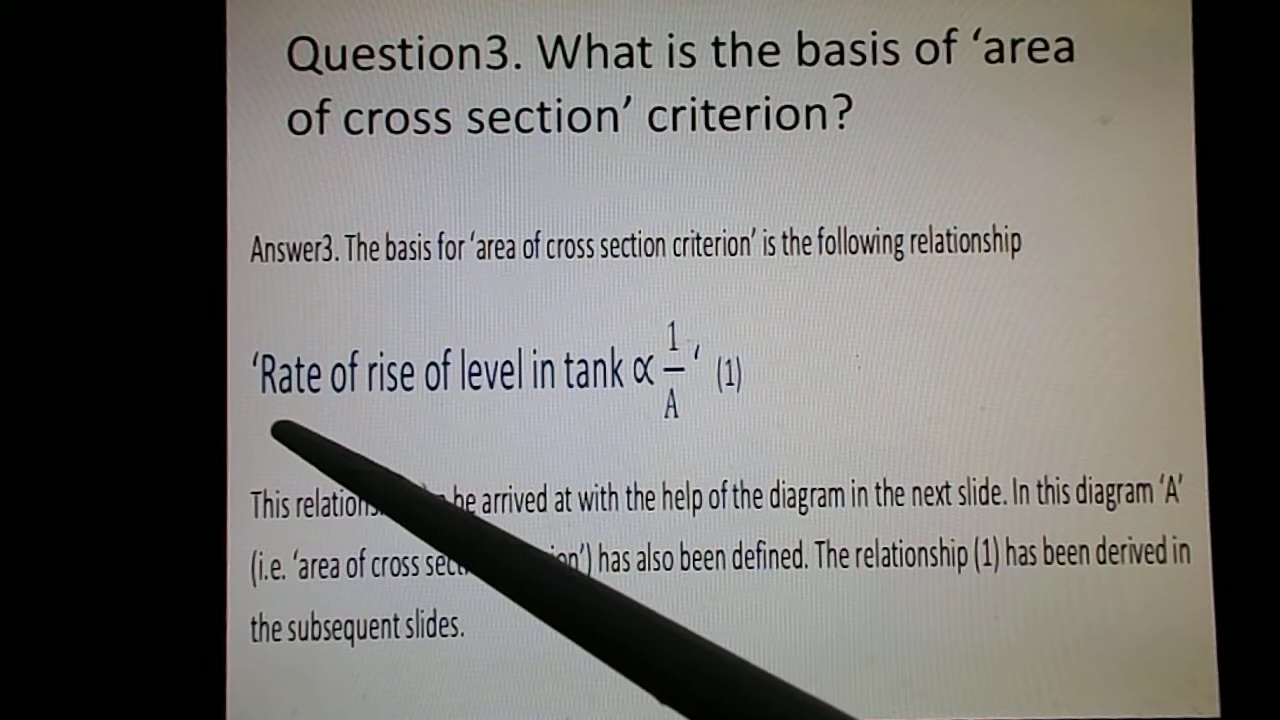 Question3. What is the basis of ‘area
of cross section’ criterion?
Answer3. The basis for ‘area of cross section criterion’ is the following relationship
‘Rate of rise of level in tank ∝ 1/A’ (1)
This be arrived at with the help of the diagram in the next slide. In this diagram ‘A’
(i.e. ‘area of cross has also been defined. The relationship (1) has been derived in
the subsequent slides.